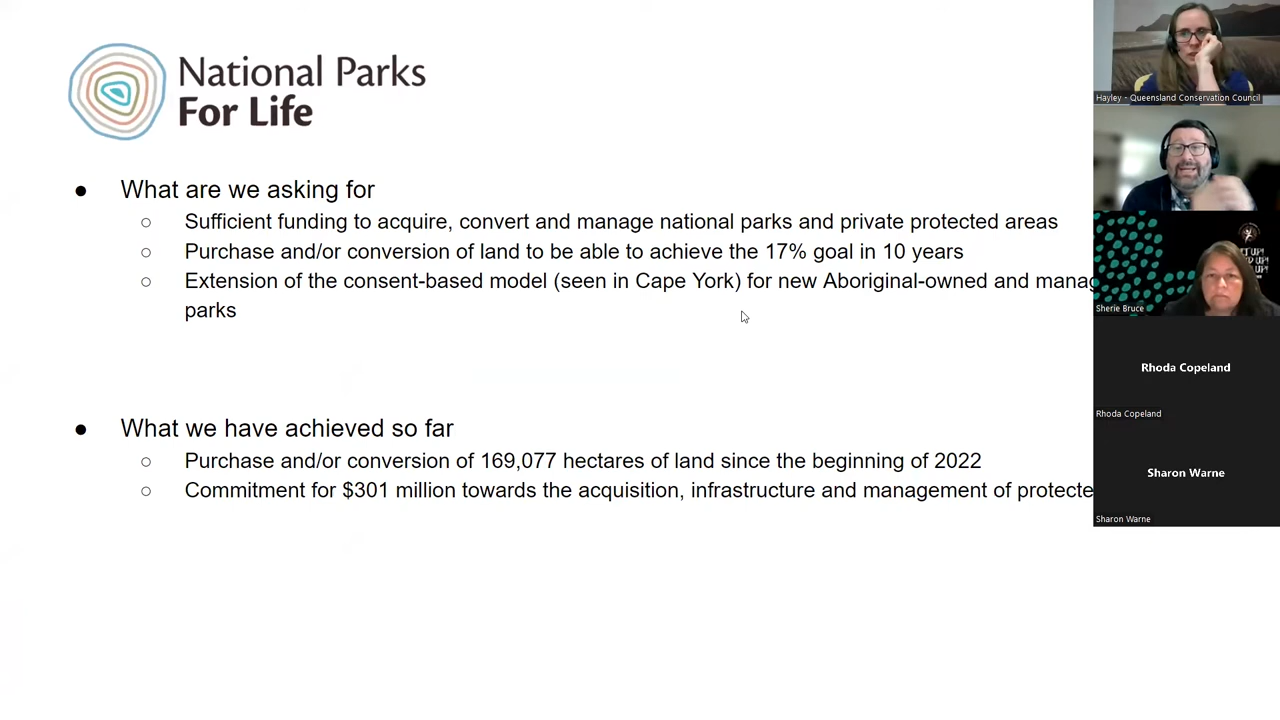 National Parks
For Life
● What are we asking for
○ Sufficient funding to acquire, convert and manage national parks and private protected areas
○ Purchase and/or conversion of land to be able to achieve the 17% goal in 10 years
○ Extension of the consent-based model (seen in Cape York) for new Aboriginal-owned and
parks
● What we have achieved so far
○ Purchase and/or conversion of 169,077 hectares of land since the beginning of 2022
○ Commitment for $301 million towards the acquisition, infrastructure and management of
Hayley - Queensland Conservation Council
Sherie Bruce
Rhoda Copeland
Rhoda Copeland
Sharon Warne
Sharon Warne